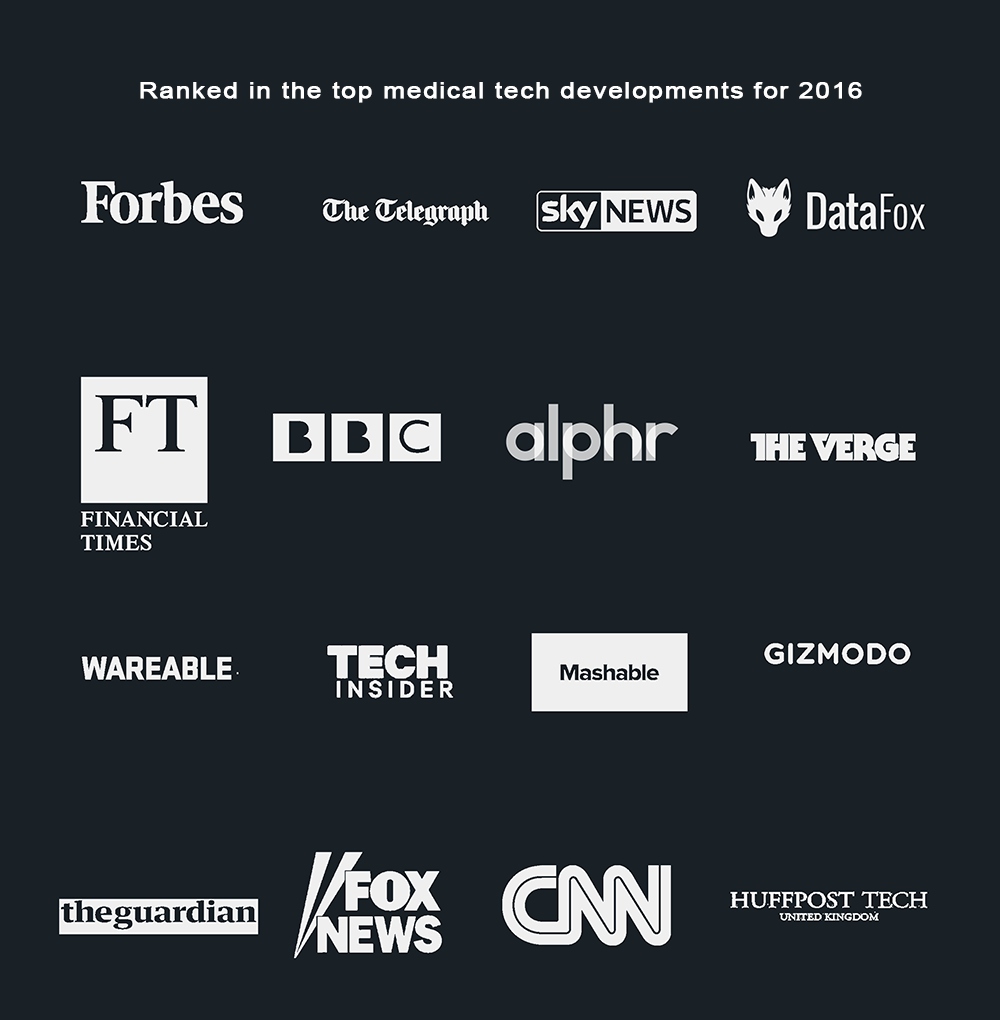 Ranked in the top medical tech developments for 2016
Forbes
The Telegraph
sky NEWS
DataFox
FT
FINANCIAL
TIMES
BBC
alphr
THE VERGE
WAREABLE.
TECH
INSIDER
Mashable
GIZMODO
theguardian
FOX
NEWS
CNN
HUFFPOST TECH
UNITED KINGDOM